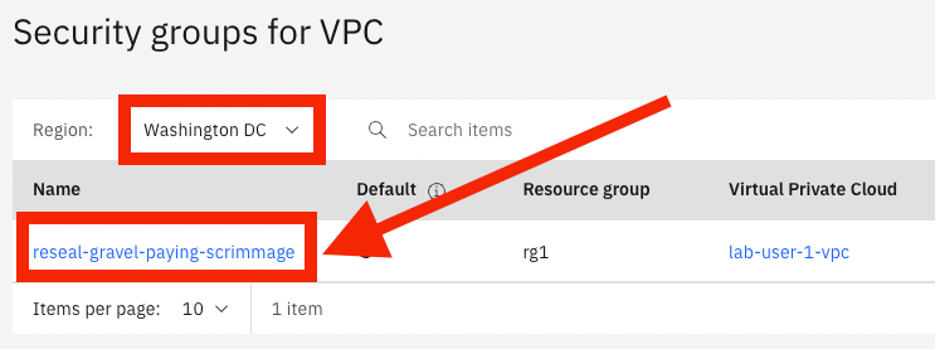 Security groups for VPC
Region: Washington DC Search items
Name Default Resource group Virtual Private Cloud
reseal-gravel-paying-scrimmage rg1 lab-user-1-vpc
Items per page: 10 1 item